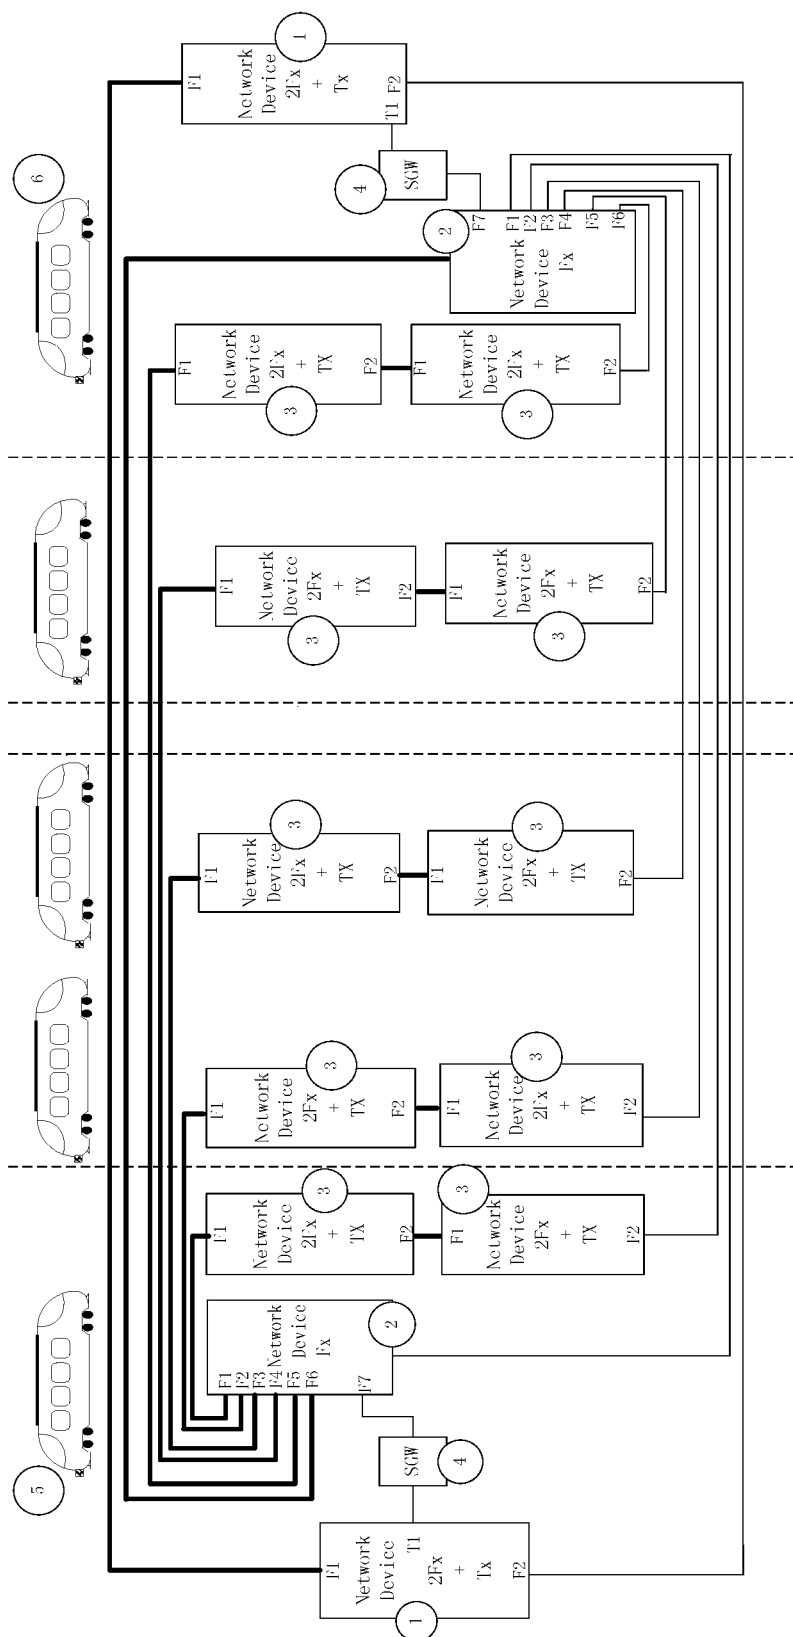 5
6
F1
Network
Device
T1
2Fx
+
Tx
F2
1
SGW
4
F1
F2
F3
F4
F5
F6
F7
Network
Device
Fx
2
F1
Network
Device
2Fx
+
TX
F2
3
F1
Network
Device
2Fx
+
TX
F2
3
F1
Network
Device
2Fx
+
TX
F2
3
F1
Network
Device
2Fx
+
TX
F2
3
F1
Network
Device
2Fx
+
TX
F2
3
F1
Network
Device
2Fx
+
TX
F2
3
F1
Network
Device
2Fx
+
TX
F2
3
F1
Network
Device
2Fx
+
TX
F2
3
F1
Network
Device
2Fx
+
TX
F2
3
F1
Network
Device
2Fx
+
TX
F2
3
2
Network
Device
Fx
F7
F1
F2
F3
F4
F5
F6
4
SGW
F1
Network
Device
2Fx
+
Tx
T1
F2
1